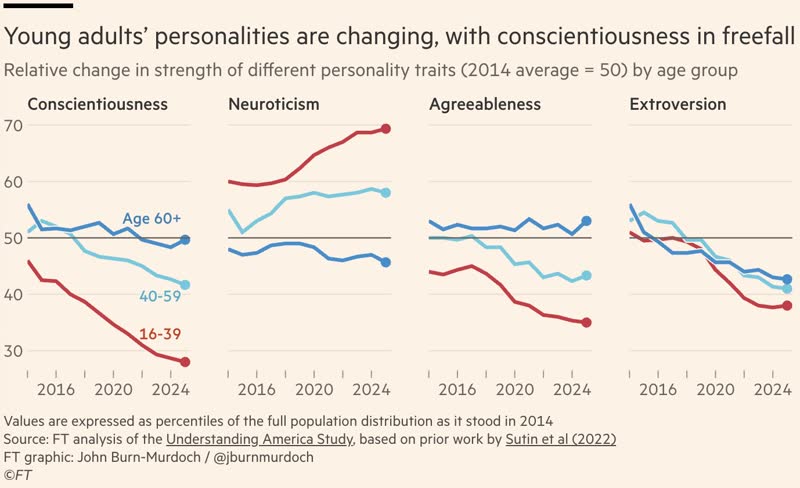 Young adults’ personalities are changing, with conscientiousness in freefall
Relative change in strength of different personality traits (2014 average = 50) by age group
Conscientiousness
Neuroticism
Agreeableness
Extroversion
70
60
50
40
30
Age 60+
40-59
16-39
2016 2020 2024
2016 2020 2024
2016 2020 2024
2016 2020 2024
Values are expressed as percentiles of the full population distribution as it stood in 2014
Source: FT analysis of the Understanding America Study, based on prior work by Sutin et al (2022)
FT graphic: John Burn-Murdoch / @jburnmurdoch
©FT